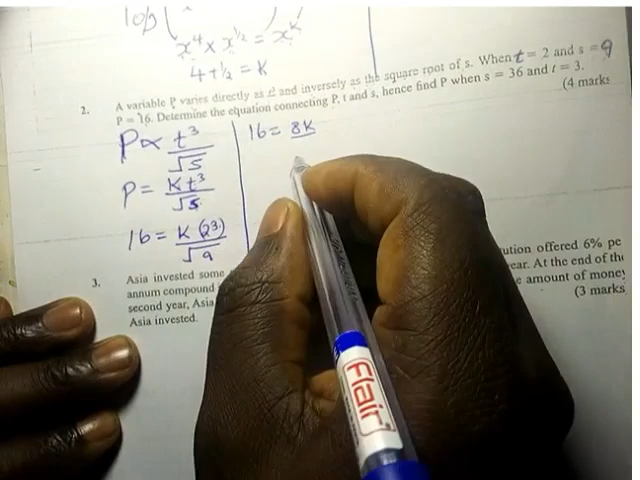 log
x⁴ × x^½ = x^k
4 + ½ = k
2. A variable P varies directly as t³ and inversely as the square root of s. When t = 2 and s = 9
P = 16. Determine the equation connecting P, t and s, hence find P when s = 36 and t = 3.
(4 marks
P ∝ t³/√s
P = Kt³/√s
16 = K(2³)/√9
16 = 8K
3. Asia invested some
ution offered 6% pe
annum compound
ear. At the end of the
second year, Asia
e amount of money
Asia invested.
(3 marks
Flair